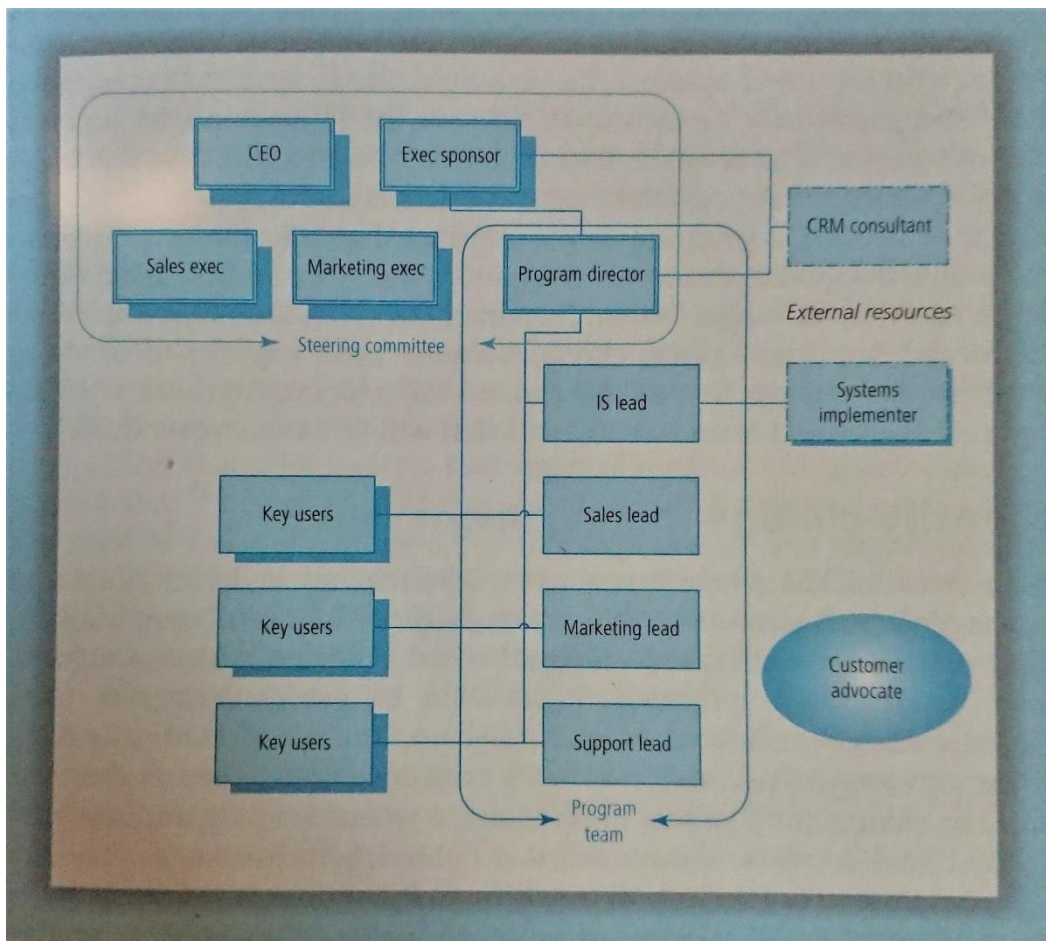 CEO
Exec sponsor
CRM consultant
Sales exec
Marketing exec
Program director
External resources
Steering committee
IS lead
Systems
implementer
Key users
Sales lead
Key users
Marketing lead
Customer
advocate
Key users
Support lead
Program
team